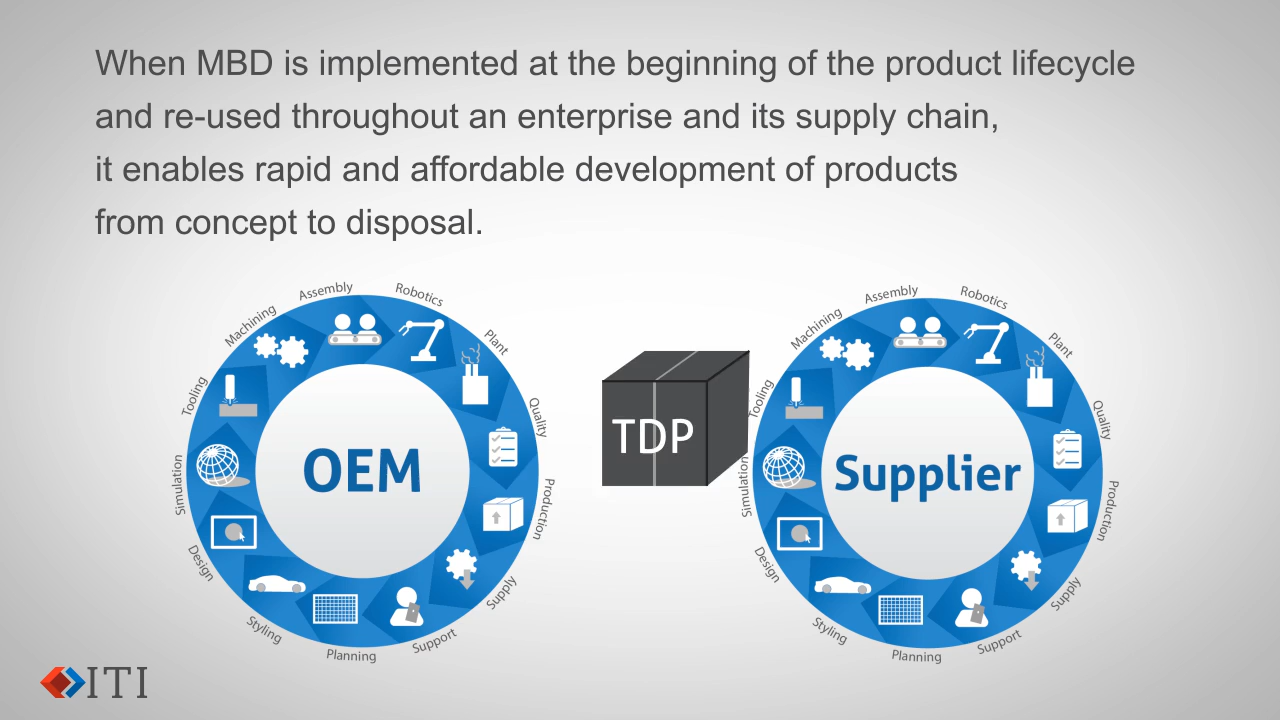 When MBD is implemented at the beginning of the product lifecycle
and re-used throughout an enterprise and its supply chain,
it enables rapid and affordable development of products
from concept to disposal.
OEM
Assembly
Robotics
Plant
Quality
Production
Supply
Support
Planning
Styling
Design
Simulation
Tooling
Machining
TDP
Supplier
Assembly
Robotics
Plant
Quality
Production
Supply
Support
Planning
Styling
Design
Simulation
Tooling
Machining
ITI